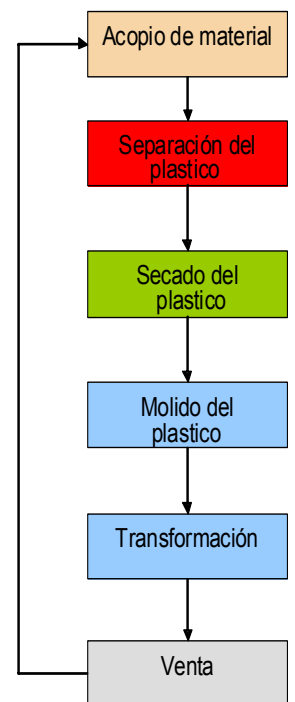 Acopio de material
Separación del
plastico
Secado del
plastico
Molido del
plastico
Transformación
Venta